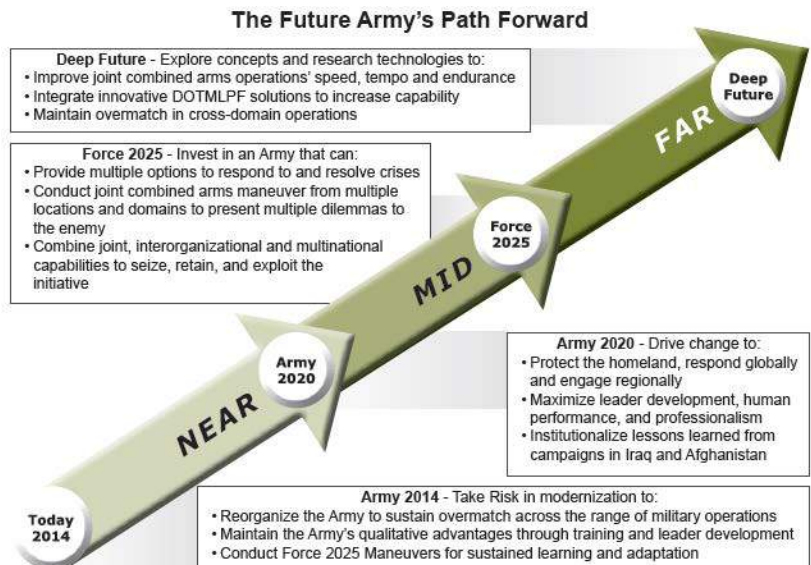 The Future Army's Path Forward
Deep Future - Explore concepts and research technologies to:
• Improve joint combined arms operations' speed, tempo and endurance
• Integrate innovative DOTMLPF solutions to increase capability
• Maintain overmatch in cross-domain operations
Deep
Future
FAR
Force 2025 - Invest in an Army that can:
• Provide multiple options to respond to and resolve crises
• Conduct joint combined arms maneuver from multiple
locations and domains to present multiple dilemmas to
the enemy
• Combine joint, interorganizational and multinational
capabilities to seize, retain, and exploit the
initiative
Force
2025
MID
Army
2020
NEAR
Army 2020 - Drive change to:
• Protect the homeland, respond globally
and engage regionally
• Maximize leader development, human
performance, and professionalism
• Institutionalize lessons learned from
campaigns in Iraq and Afghanistan
Today
2014
Army 2014 - Take Risk in modernization to:
• Reorganize the Army to sustain overmatch across the range of military operations
• Maintain the Army's qualitative advantages through training and leader development
• Conduct Force 2025 Maneuvers for sustained learning and adaptation